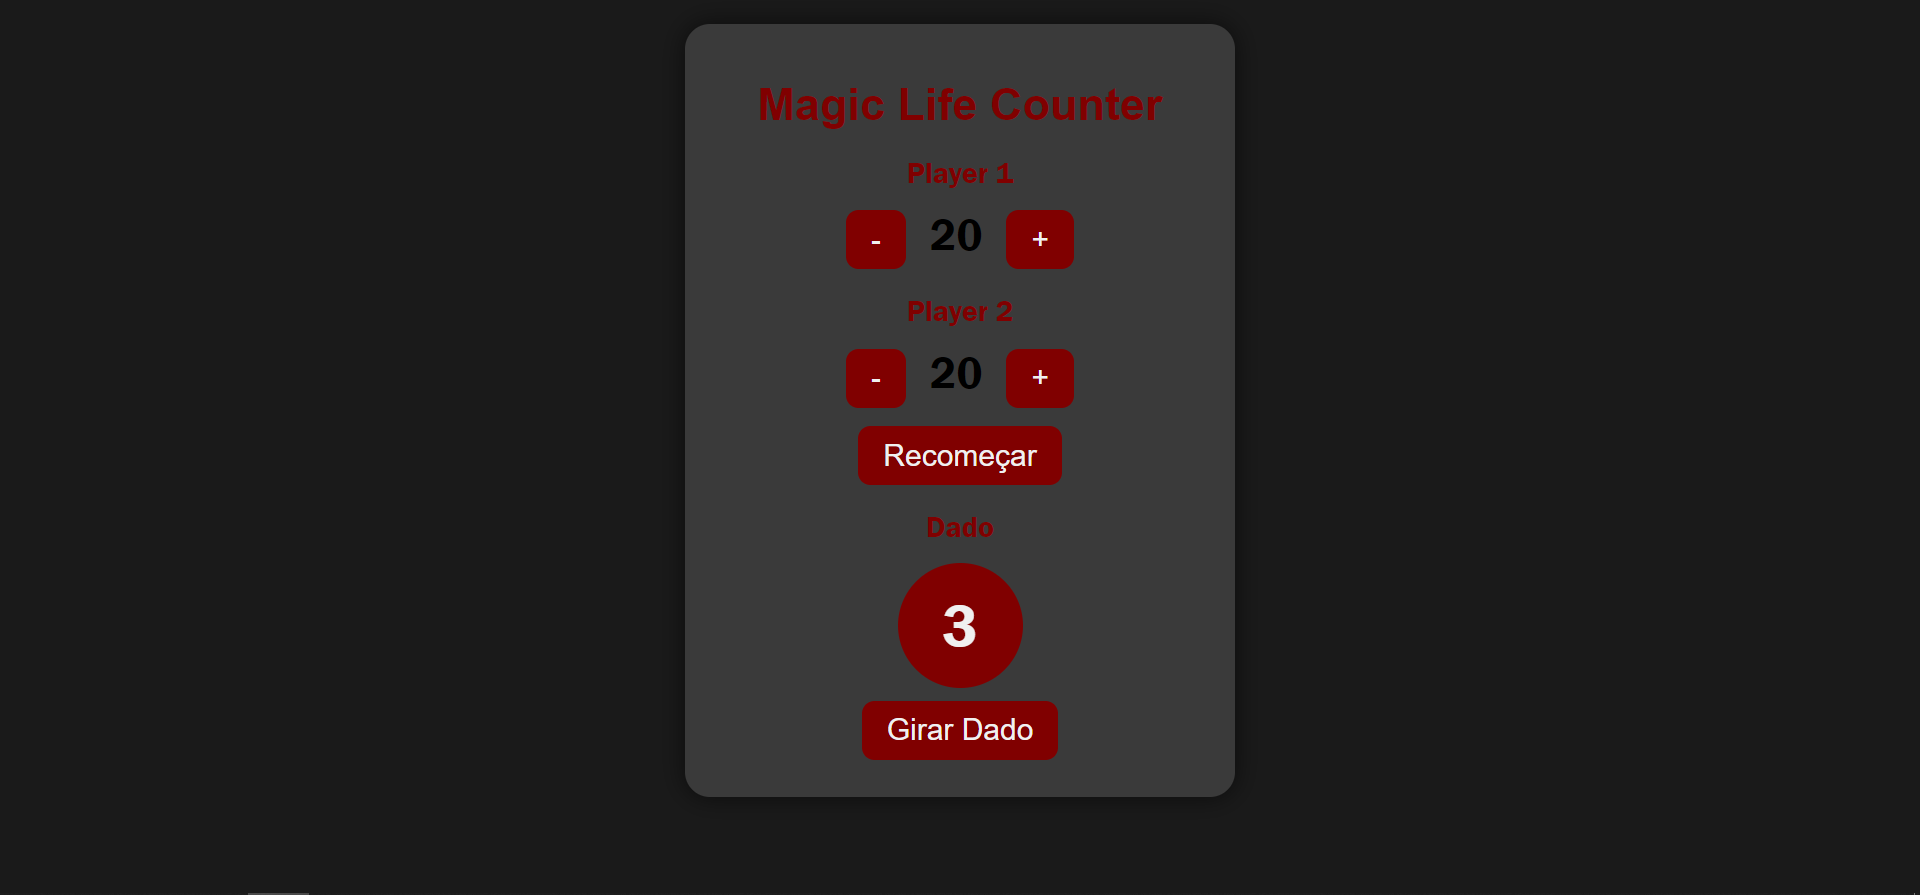 Magic Life Counter
Player 1
- 20 +
Player 2
- 20 +
Recomeçar
Dado
3
Girar Dado